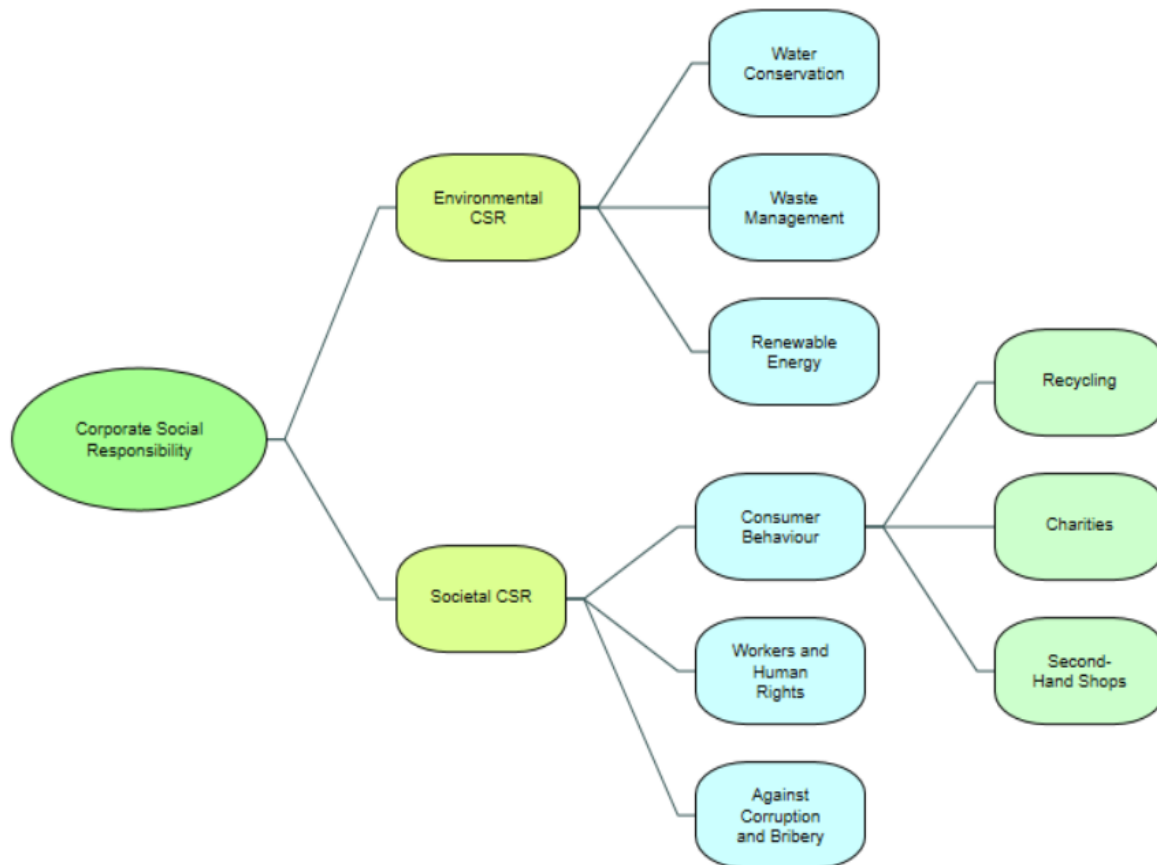 Corporate Social
Responsibility
Environmental
CSR
Water
Conservation
Waste
Management
Renewable
Energy
Societal CSR
Consumer
Behaviour
Recycling
Charities
Second-
Hand Shops
Workers and
Human
Rights
Against
Corruption
and Bribery